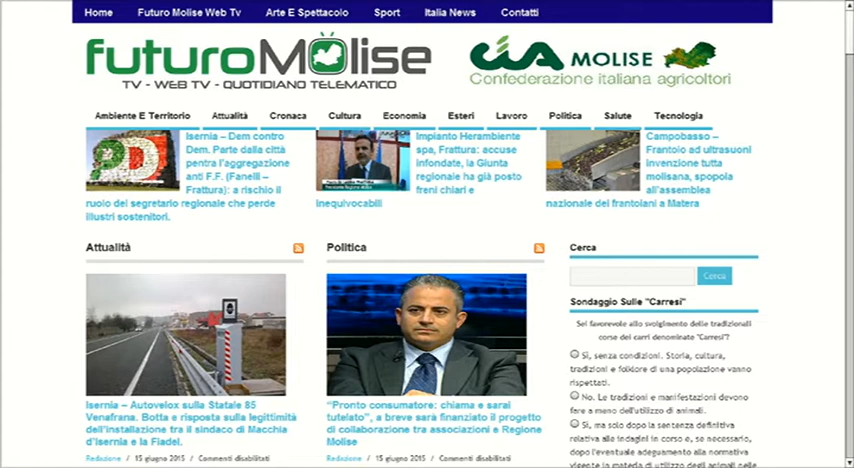 Home Futuro Molise Web Tv Arte E Spettacolo Sport Italia News Contatti
futuroMolise
TV - WEB TV - QUOTIDIANO TELEMATICO
CIA MOLISE
Confederazione italiana agricoltori
Ambiente E Territorio Attualità Cronaca Cultura Economia Esteri Lavoro Politica Salute Tecnologia
PD
Isernia – Dem contro
Dem. Parte dalla città
pentra l'aggregazione
anti F.F. (Fanelli –
Frattura): a rischio il
ruolo del segretario regionale che perde
illustri sostenitori.
Impianto Herambiente
spa, Frattura: accuse
infondate, la Giunta
regionale ha già posto
freni chiari e
inequivocabili
Campobasso –
Frantoio ad ultrasuoni
invenzione tutta
molisana, spopola
all'assemblea
nazionale dei frantoiani a Matera
Attualità
Isernia – Autovelox sulla Statale 85
Venafrana. Botta e risposta sulla legittimità
dell'installazione tra il sindaco di Macchia
d'Isernia e la Fiadel.
Redazione / 15 giugno 2015 / Commenti disabilitati
Politica
“Pronto consumatore: chiama e sarai
tutelato”, a breve sarà finanziato il progetto
di collaborazione tra associazioni e Regione
Molise
Redazione / 15 giugno 2015 / Commenti disabilitati
Cerca
Cerca
Sondaggio Sulle "Carresi"
Sei favorevole allo svolgimento delle tradizionali
corse dei carri denominate "Carresi"?
Sì, senza condizioni. Storia, cultura,
tradizioni e folklore di una popolazione vanno
rispettati.
No. Le tradizioni e manifestazioni devono
fare a meno dell'utilizzo di animali.
Sì, ma solo dopo la sentenza definitiva
relativa alle indagini in corso e, se necessario,
dopo l'eventuale adeguamento alla normativa
vigente in materia di utilizzo degli animali nelle